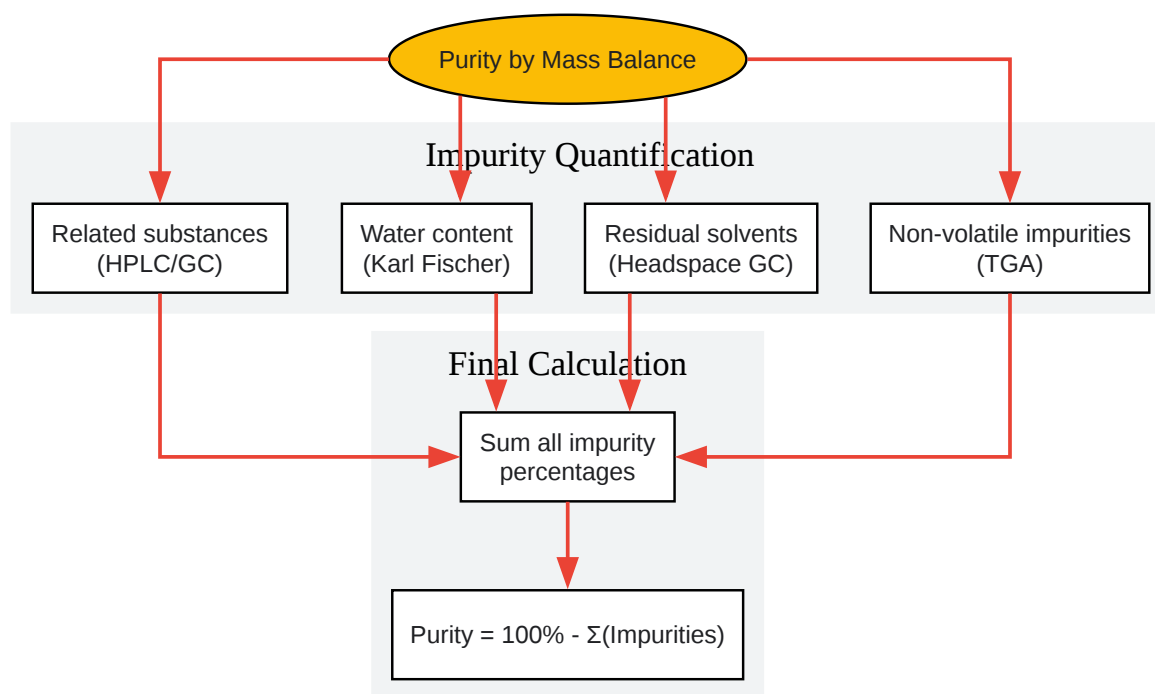 Purity by Mass Balance
Impurity Quantification
Related substances
(HPLC/GC)
Water content
(Karl Fischer)
Residual solvents
(Headspace GC)
Non-volatile impurities
(TGA)
Final Calculation
Sum all impurity
percentages
Purity = 100% - Σ(Impurities)